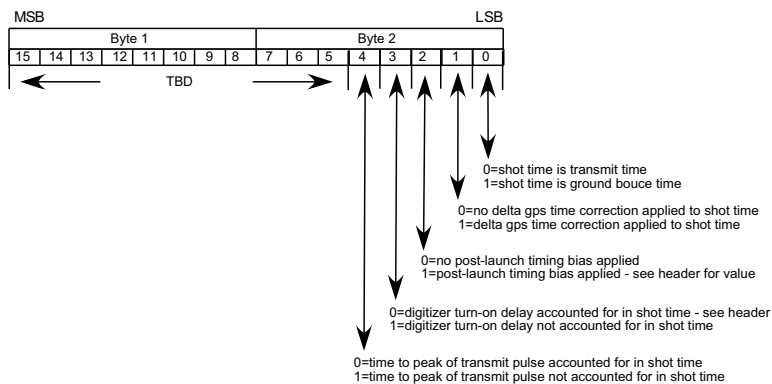 MSB LSB
Byte 1 Byte 2
15 14 13 12 11 10 9 8 7 6 5 4 3 2 1 0
TBD
0=shot time is transmit time
1=shot time is ground bouce time
0=no delta gps time correction applied to shot time
1=delta gps time correction applied to shot time
0=no post-launch timing bias applied
1=post-launch timing bias applied - see header for value
0=digitizer turn-on delay accounted for in shot time - see header
1=digitizer turn-on delay not accounted for in shot time
0=time to peak of transmit pulse accounted for in shot time
1=time to peak of transmit pulse not accounted for in shot time